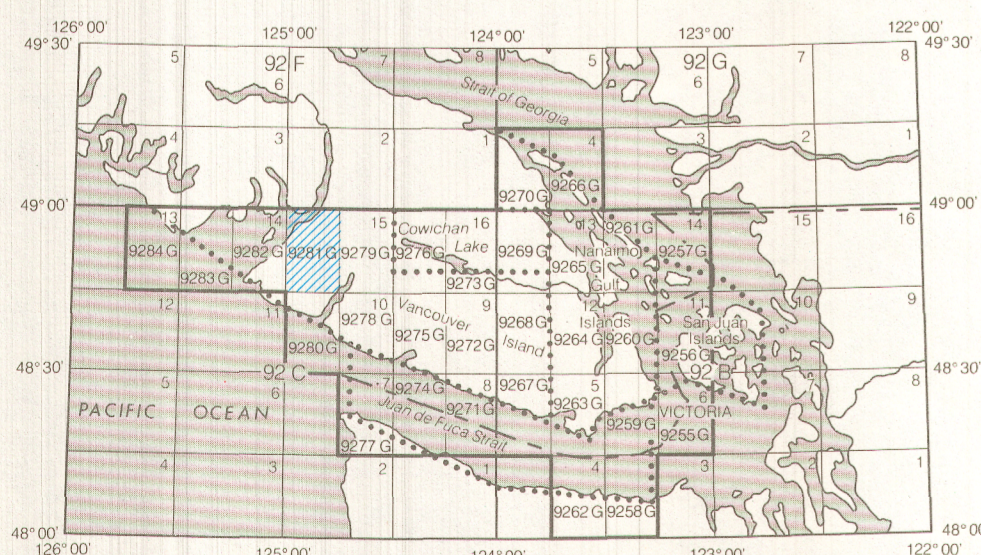 126° 00' 125° 00' 124° 00' 123° 00' 122° 00'
49° 30' 5 92 F 7 8 5 92 G 7 8 49° 30'
6 6
Strait of Georgia
4 3 2 1 4 3 2 1
9270 G 9266 G
49° 00' 49° 00'
13 14 15 16 13 14 15 16
9284 G 9282 G 9281 G 9279 G 9276 G Cowichan Lake 9269 G 9261 G 9257 G
9283 G 9273 G 9265 G Nanaimo
Gulf
Islands
12 11 10 9 12 11 10 9
9280 G 9278 G Vancouver Island 9268 G 9264 G 9260 G San Juan
Islands
9275 G 9272 G 9256 G
48° 30' 92 C 92 B 48° 30'
5 6 7 8 5 6 7 8
9274 G 9267 G
PACIFIC OCEAN 9271 G 9263 G VICTORIA
Juan de Fuca Strait 9259 G 9255 G
9277 G
4 3 2 1 4 3 2 1
9262 G 9258 G
48° 00' 48° 00'
126° 00' 125° 00' 124° 00' 123° 00' 122° 00'